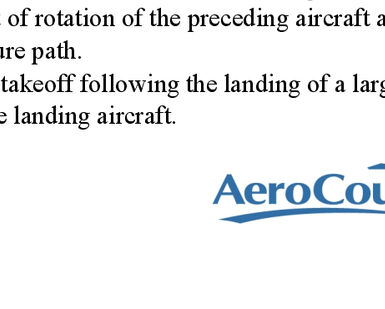 of rotation of the preceding aircraft a
ure path.
takeoff following the landing of a larg
e landing aircraft.
AeroCou